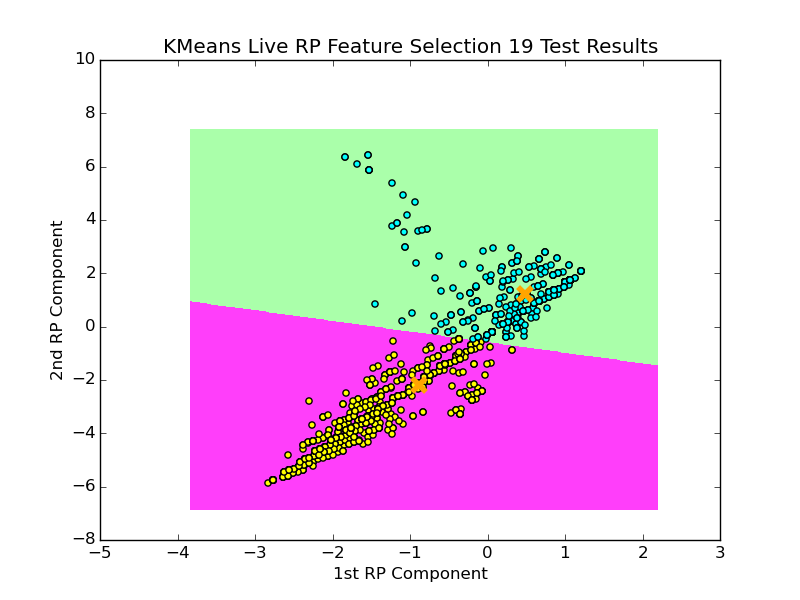 KMeans Live RP Feature Selection 19 Test Results
10
8
6
4
2
0
−2
−4
−6
−8
2nd RP Component
−5 −4 −3 −2 −1 0 1 2 3
1st RP Component